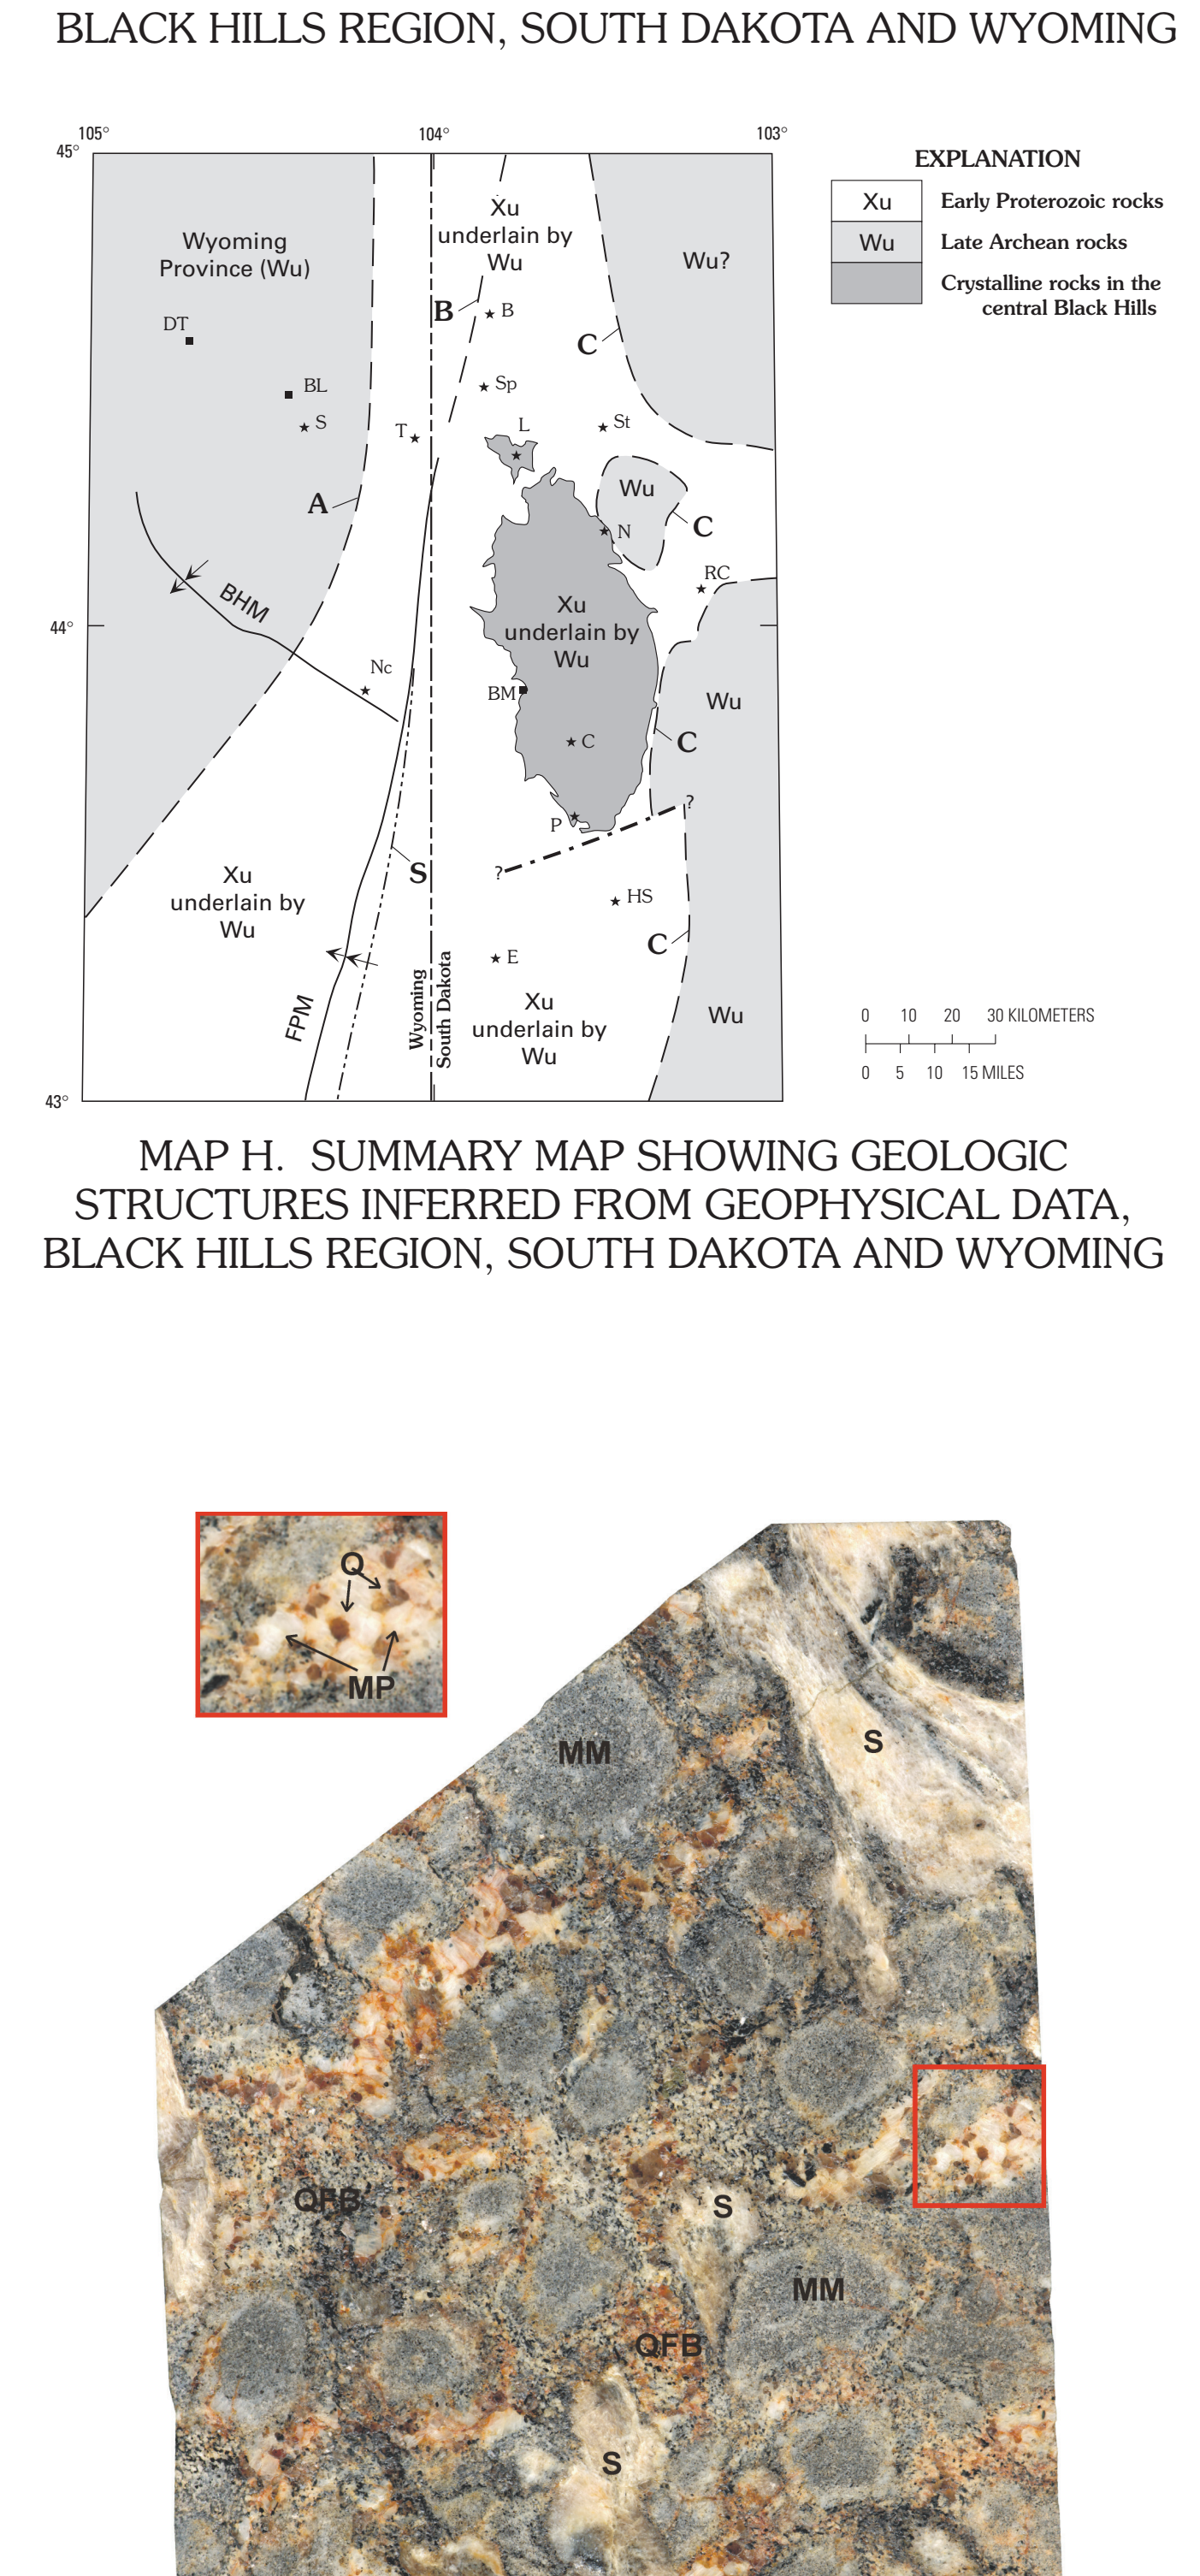 BLACK HILLS REGION, SOUTH DAKOTA AND WYOMING
105°
104°
103°
45°
EXPLANATION
Xu
Early Proterozoic rocks
Wu
Late Archean rocks
Crystalline rocks in the
central Black Hills
Xu
underlain by
Wu
Wyoming
Province (Wu)
Wu?
B
B
DT
C
BL
Sp
S
T
L
St
Wu
A
C
N
RC
BHM
Xu
underlain by
Wu
44°
Nc
BM
Wu
C
C
?
P
S
?
Xu
underlain by
Wu
HS
C
E
Wyoming
South Dakota
FPM
Xu
underlain by
Wu
Wu
0 10 20 30 KILOMETERS
0 5 10 15 MILES
43°
MAP H. SUMMARY MAP SHOWING GEOLOGIC
STRUCTURES INFERRED FROM GEOPHYSICAL DATA,
BLACK HILLS REGION, SOUTH DAKOTA AND WYOMING
Q
MP
MM
S
QFB
S
MM
QFB
S